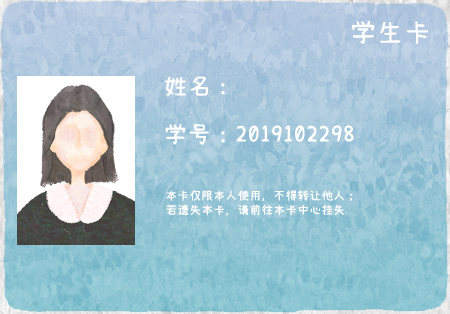 学生卡
姓名：
学号：2019102298
本卡仅限本人使用，不得转让他人；
若遗失本卡，请前往本卡中心挂失